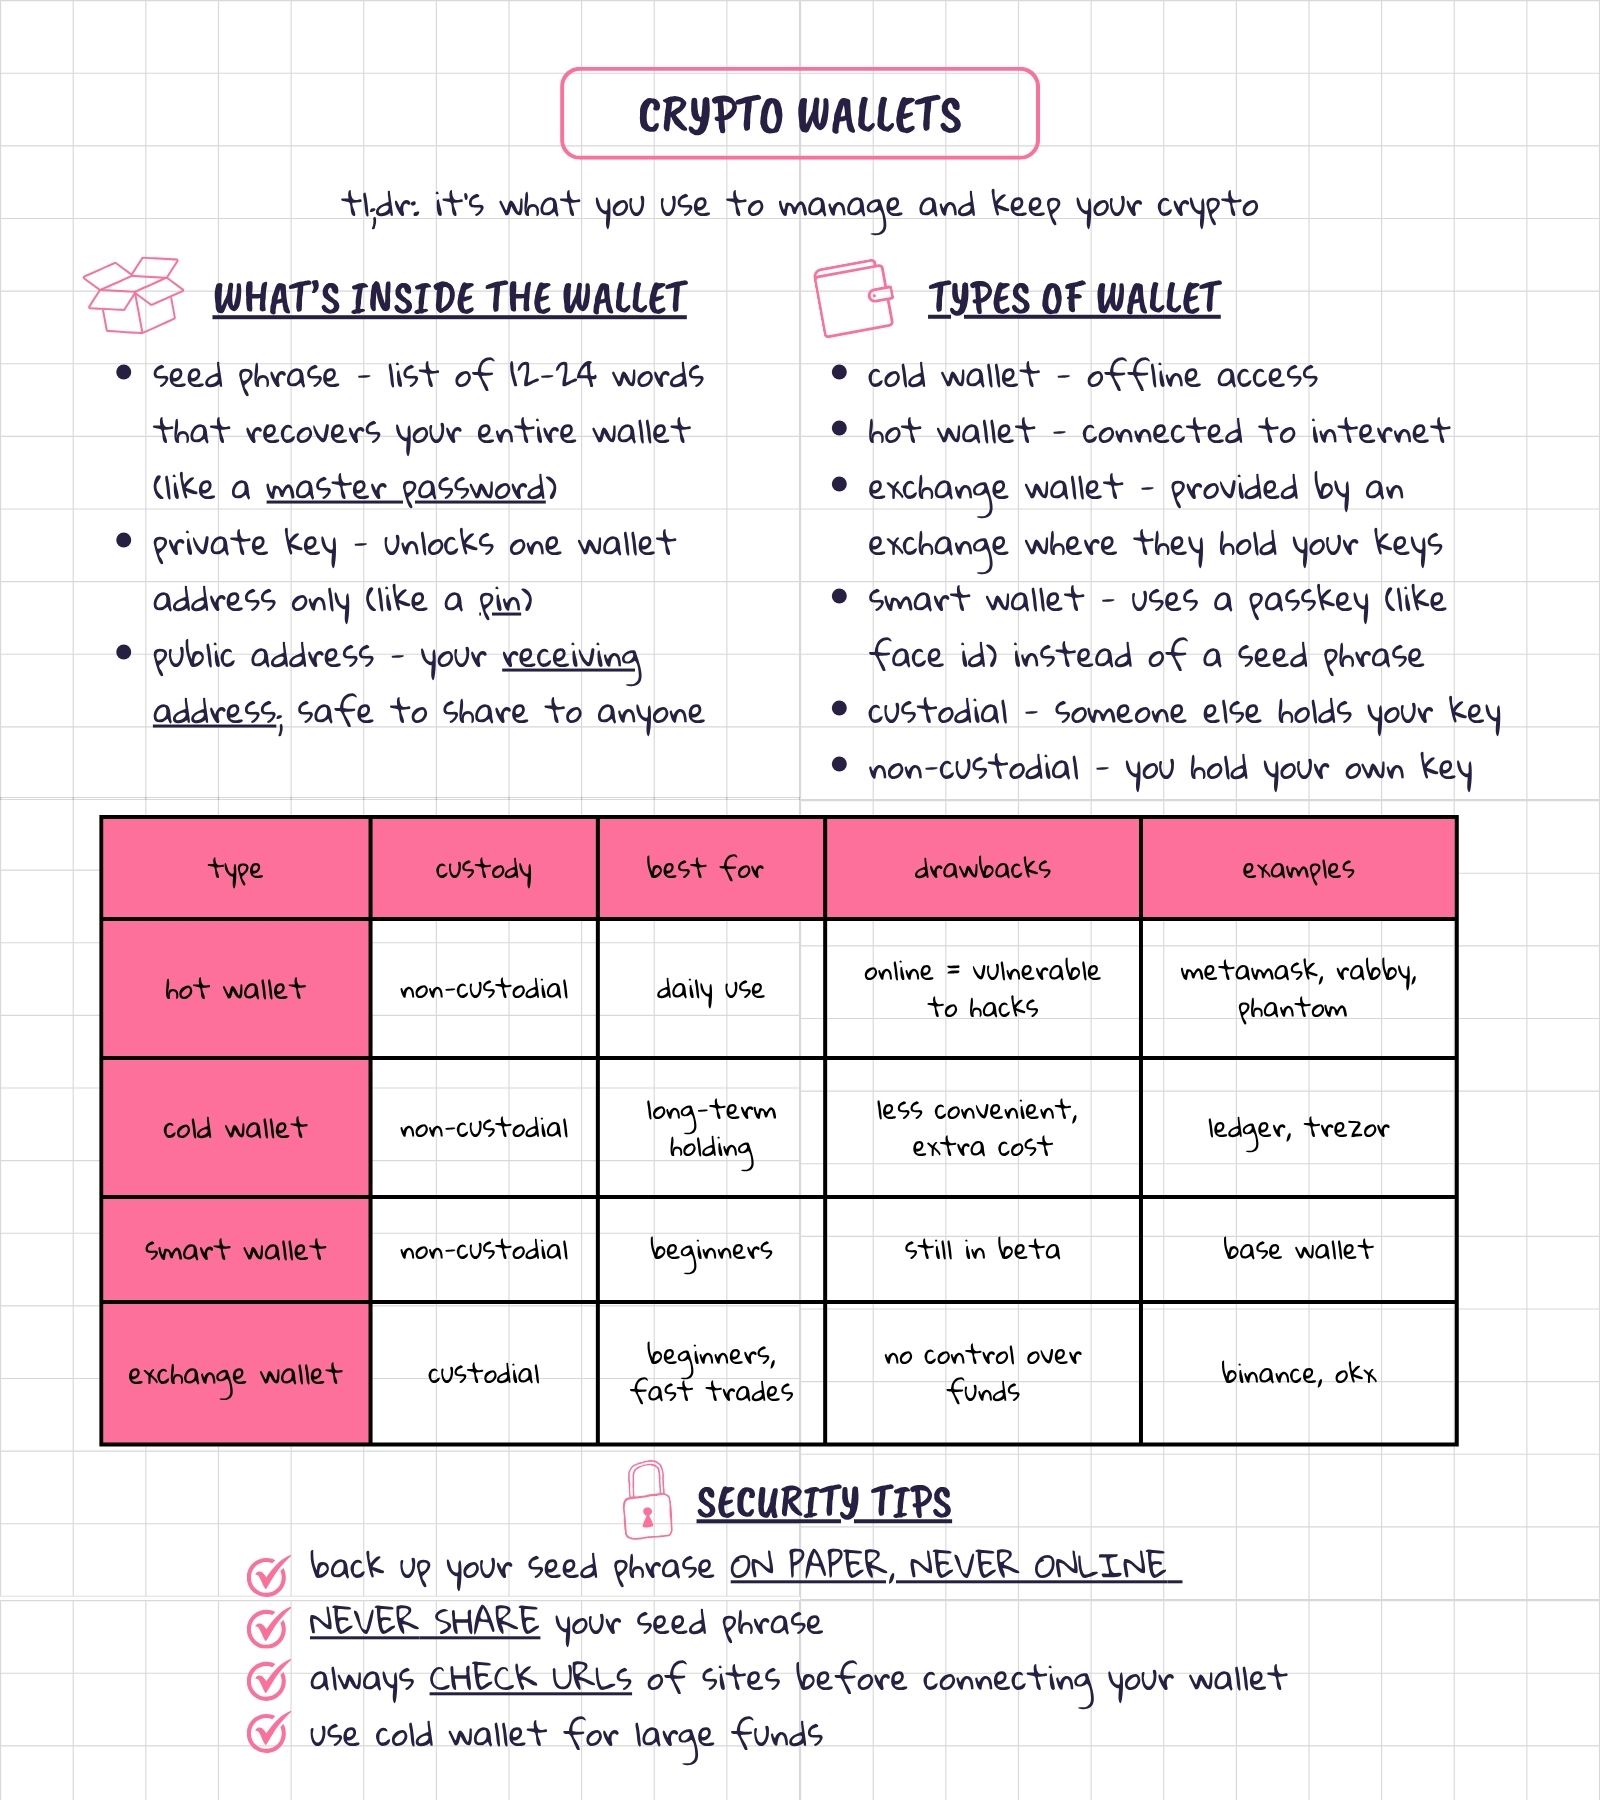 CRYPTO WALLETS
tl;dr: it's what you use to manage and keep your crypto
WHAT'S INSIDE THE WALLET
seed phrase - list of 12-24 words
that recovers your entire wallet
(like a master password)
private key - unlocks one wallet
address only (like a pin)
public address - your receiving
address; safe to share to anyone
TYPES OF WALLET
cold wallet - offline access
hot wallet - connected to internet
exchange wallet - provided by an
exchange where they hold your keys
smart wallet - uses a passkey (like
face id) instead of a seed phrase
custodial - someone else holds your key
non-custodial - you hold your own key
type custody best for drawbacks examples
hot wallet non-custodial daily use online = vulnerable to hacks metamask, rabby, phantom
cold wallet non-custodial long-term holding less convenient, extra cost ledger, trezor
smart wallet non-custodial beginners still in beta base wallet
exchange wallet custodial beginners, fast trades no control over funds binance, okx
SECURITY TIPS
back up your seed phrase ON PAPER, NEVER ONLINE
NEVER SHARE your seed phrase
always CHECK URLs of sites before connecting your wallet
use cold wallet for large funds